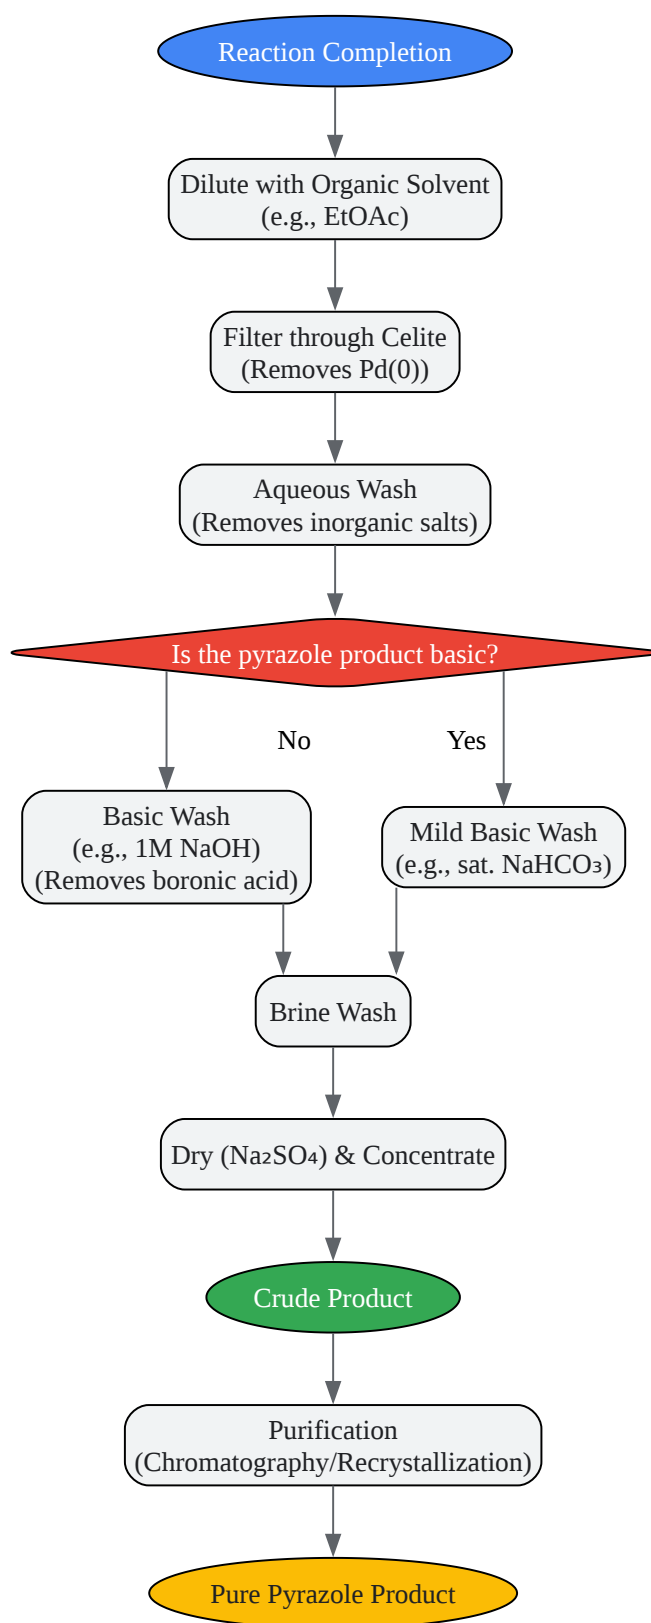 Reaction Completion
Dilute with Organic Solvent
(e.g., EtOAc)
Filter through Celite
(Removes Pd(0))
Aqueous Wash
(Removes inorganic salts)
Is the pyrazole product basic?
No
Yes
Basic Wash
(e.g., 1M NaOH)
(Removes boronic acid)
Mild Basic Wash
(e.g., sat. NaHCO₃)
Brine Wash
Dry (Na₂SO₄) & Concentrate
Crude Product
Purification
(Chromatography/Recrystallization)
Pure Pyrazole Product